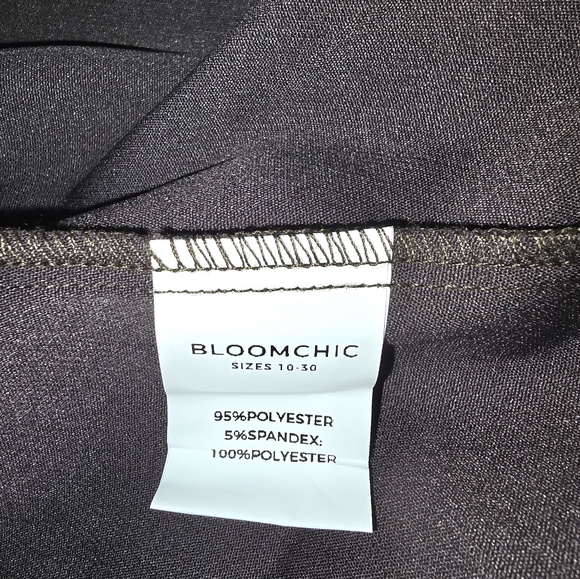 BLOOMCHIC
SIZES 10-30
95%POLYESTER
5%SPANDEX;
100%POLYESTER